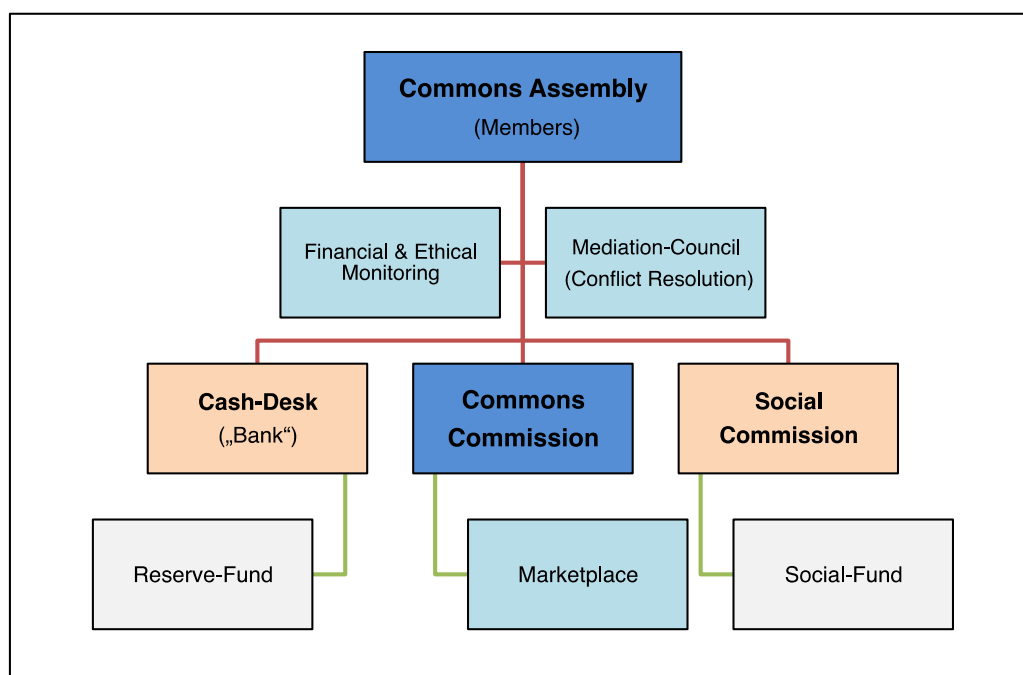 Commons Assembly
(Members)
Financial & Ethical
Monitoring
Mediation-Council
(Conflict Resolution)
Cash-Desk
(„Bank“)
Commons
Commission
Social
Commission
Reserve-Fund
Marketplace
Social-Fund